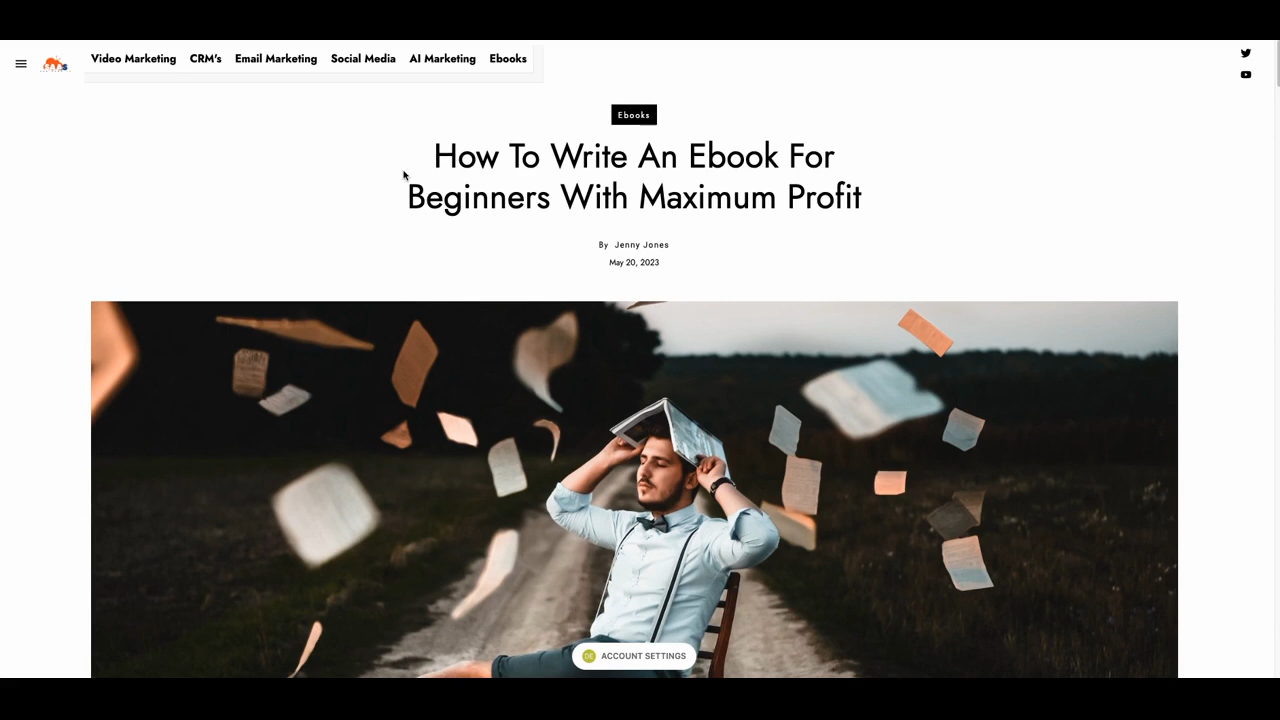 Video Marketing CRM's Email Marketing Social Media AI Marketing Ebooks
Ebooks
How To Write An Ebook For
Beginners With Maximum Profit
By Jenny Jones
May 20, 2023
DE ACCOUNT SETTINGS